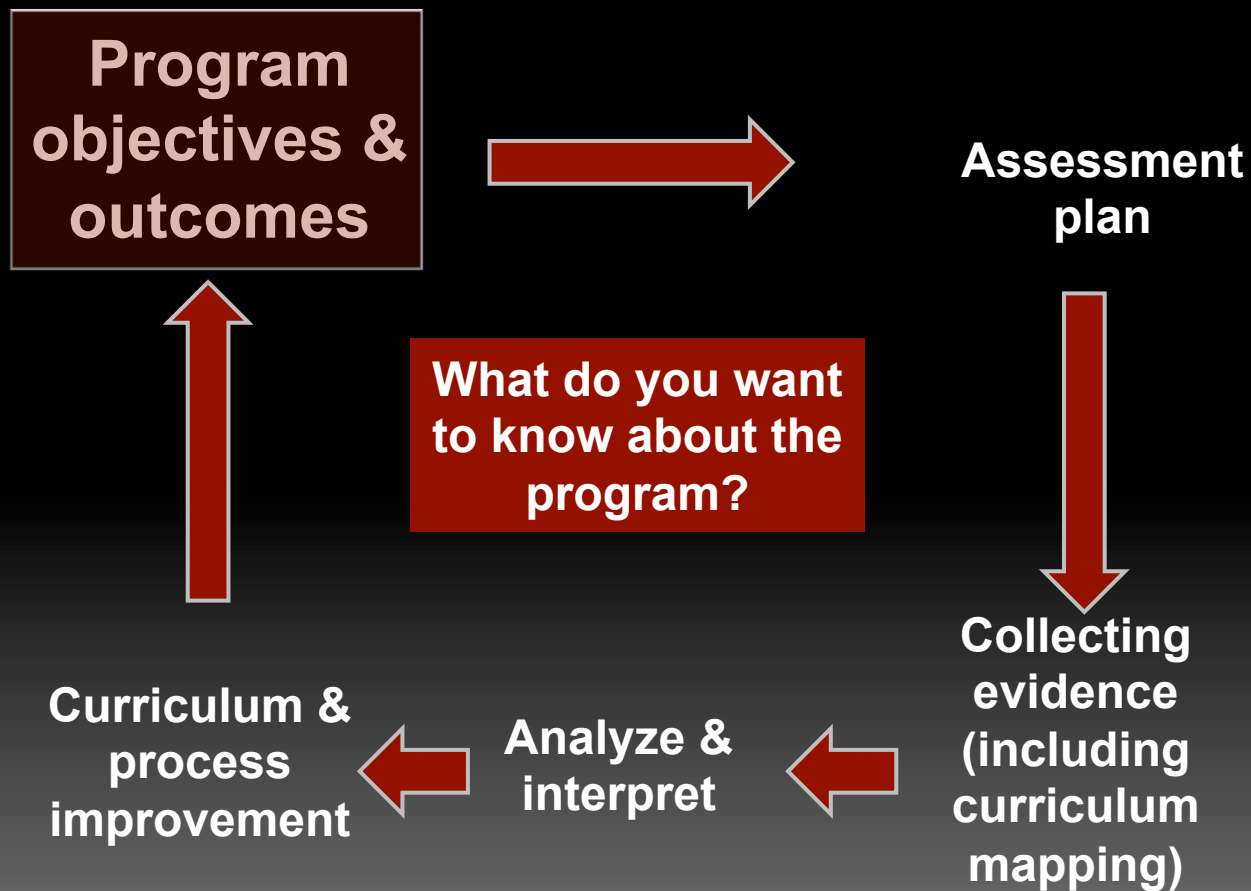 Program
objectives &
outcomes
Assessment
plan
What do you want
to know about the
program?
Collecting
evidence
(including
curriculum
mapping)
Analyze &
interpret
Curriculum &
process
improvement